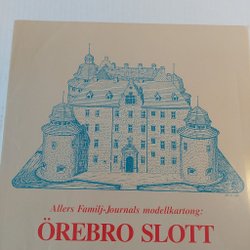 Allers Familj-Journals modellkartong:
ÖREBRO SLOTT